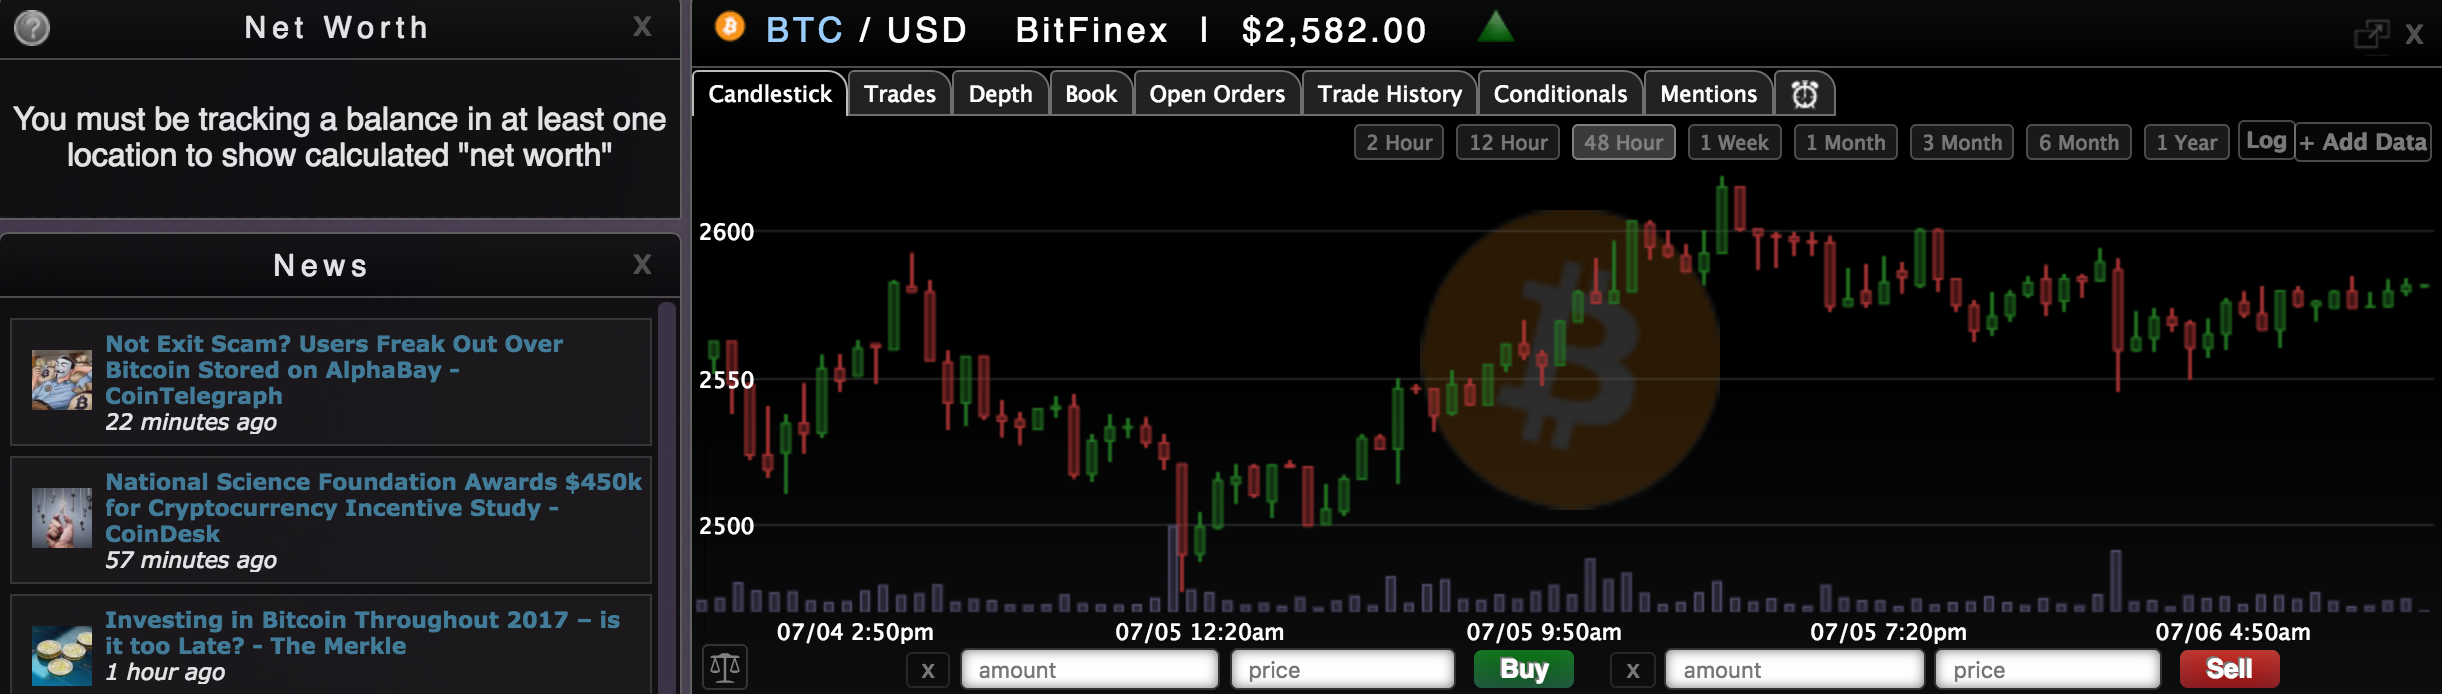 Net Worth X
You must be tracking a balance in at least one
location to show calculated "net worth"
News X
Not Exit Scam? Users Freak Out Over
Bitcoin Stored on AlphaBay -
CoinTelegraph
22 minutes ago
National Science Foundation Awards $450k
for Cryptocurrency Incentive Study -
CoinDesk
57 minutes ago
Investing in Bitcoin Throughout 2017 – is
it too Late? - The Merkle
1 hour ago
BTC / USD BitFinex | $2,582.00 X
Candlestick Trades Depth Book Open Orders Trade History Conditionals Mentions
2 Hour 12 Hour 48 Hour 1 Week 1 Month 3 Month 6 Month 1 Year Log + Add Data
2600
2550
2500
07/04 2:50pm 07/05 12:20am 07/05 9:50am 07/05 7:20pm 07/06 4:50am
X amount price Buy X amount price Sell